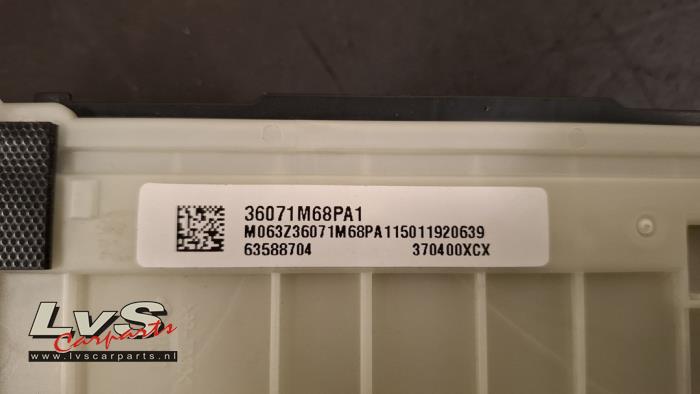 36071M68PA1
M063Z36071M68PA115011920639
63588704 370400XCX
LvS
Carparts
www.lvscarparts.nl